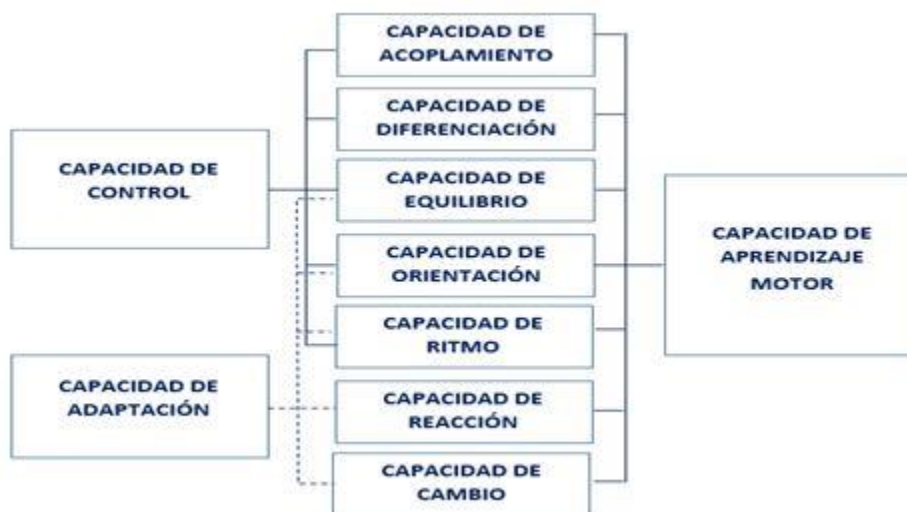 CAPACIDAD DE
CONTROL
CAPACIDAD DE
ADAPTACIÓN
CAPACIDAD DE
ACOPLAMIENTO
CAPACIDAD DE
DIFERENCIACIÓN
CAPACIDAD DE
EQUILIBRIO
CAPACIDAD DE
ORIENTACIÓN
CAPACIDAD DE
RITMO
CAPACIDAD DE
REACCIÓN
CAPACIDAD DE
CAMBIO
CAPACIDAD DE
APRENDIZAJE
MOTOR